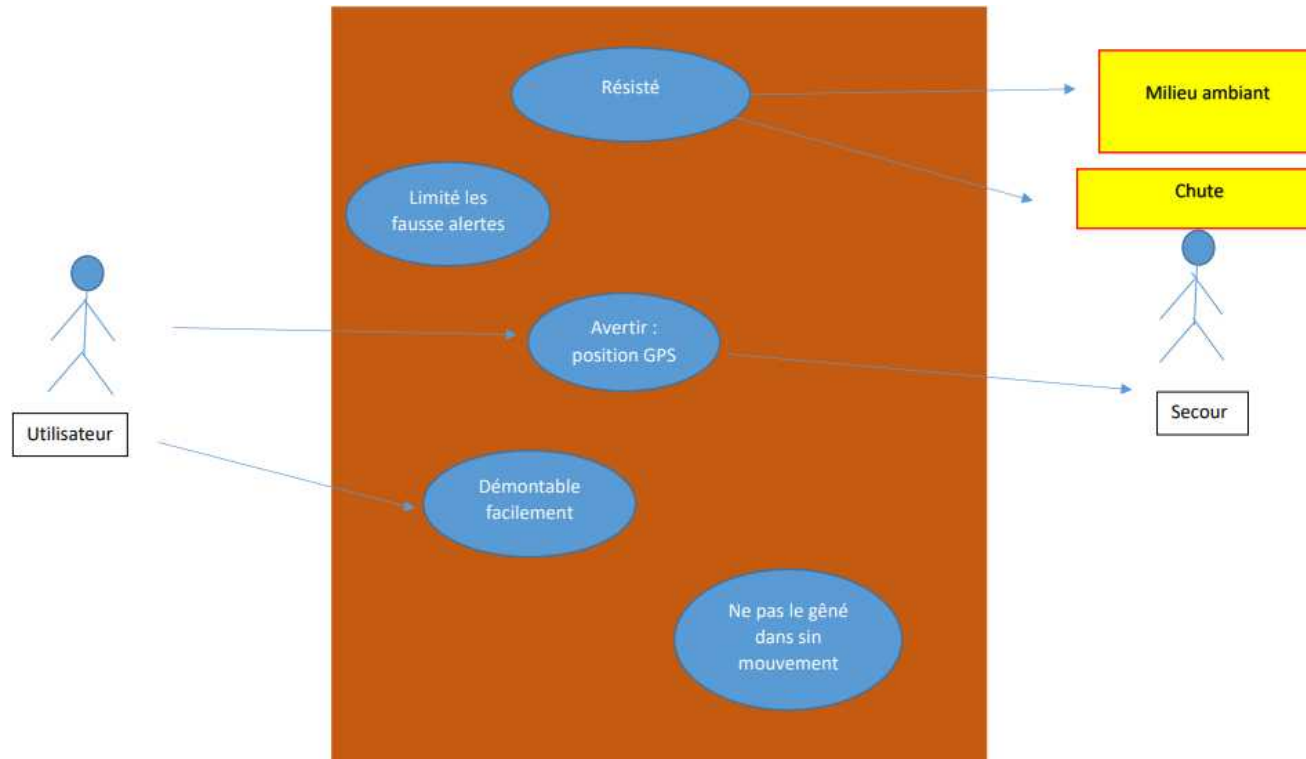 Résisté
Milieu ambiant
Limité les
fausse alertes
Chute
Avertir :
position GPS
Utilisateur
Secour
Démontable
facilement
Ne pas le gêné
dans sin
mouvement